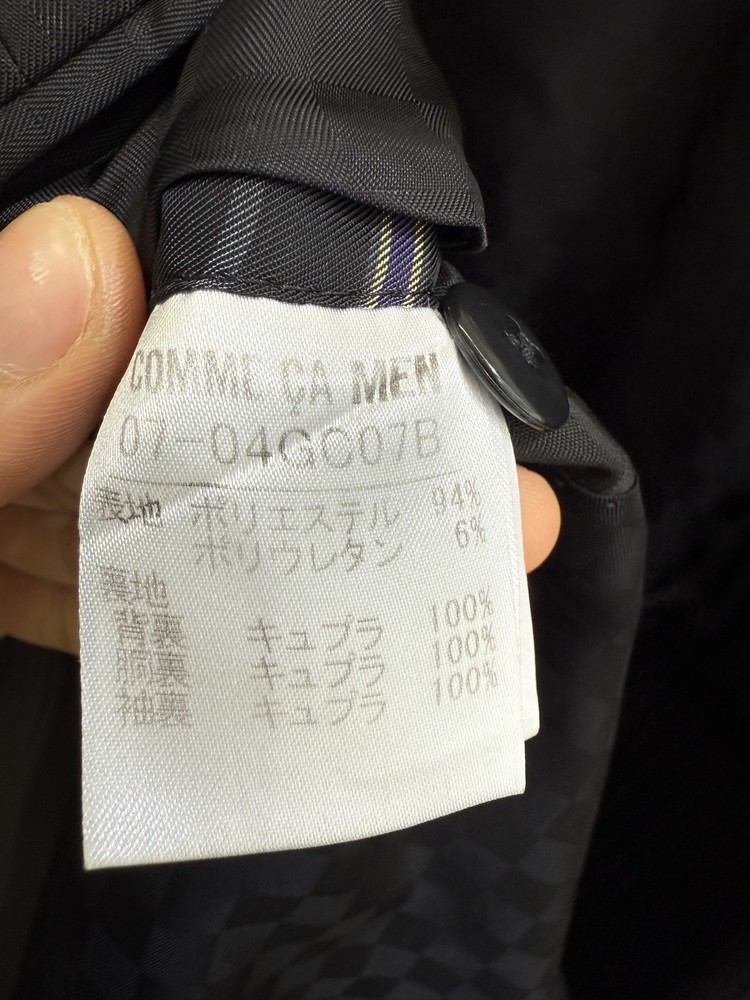 COMME ÇA MEN
07-04GC07B
表地 ポリエステル 94%
ポリウレタン 6%
裏地
背裏 キュプラ 100%
胴裏 キュプラ 100%
袖裏 キュプラ 100%